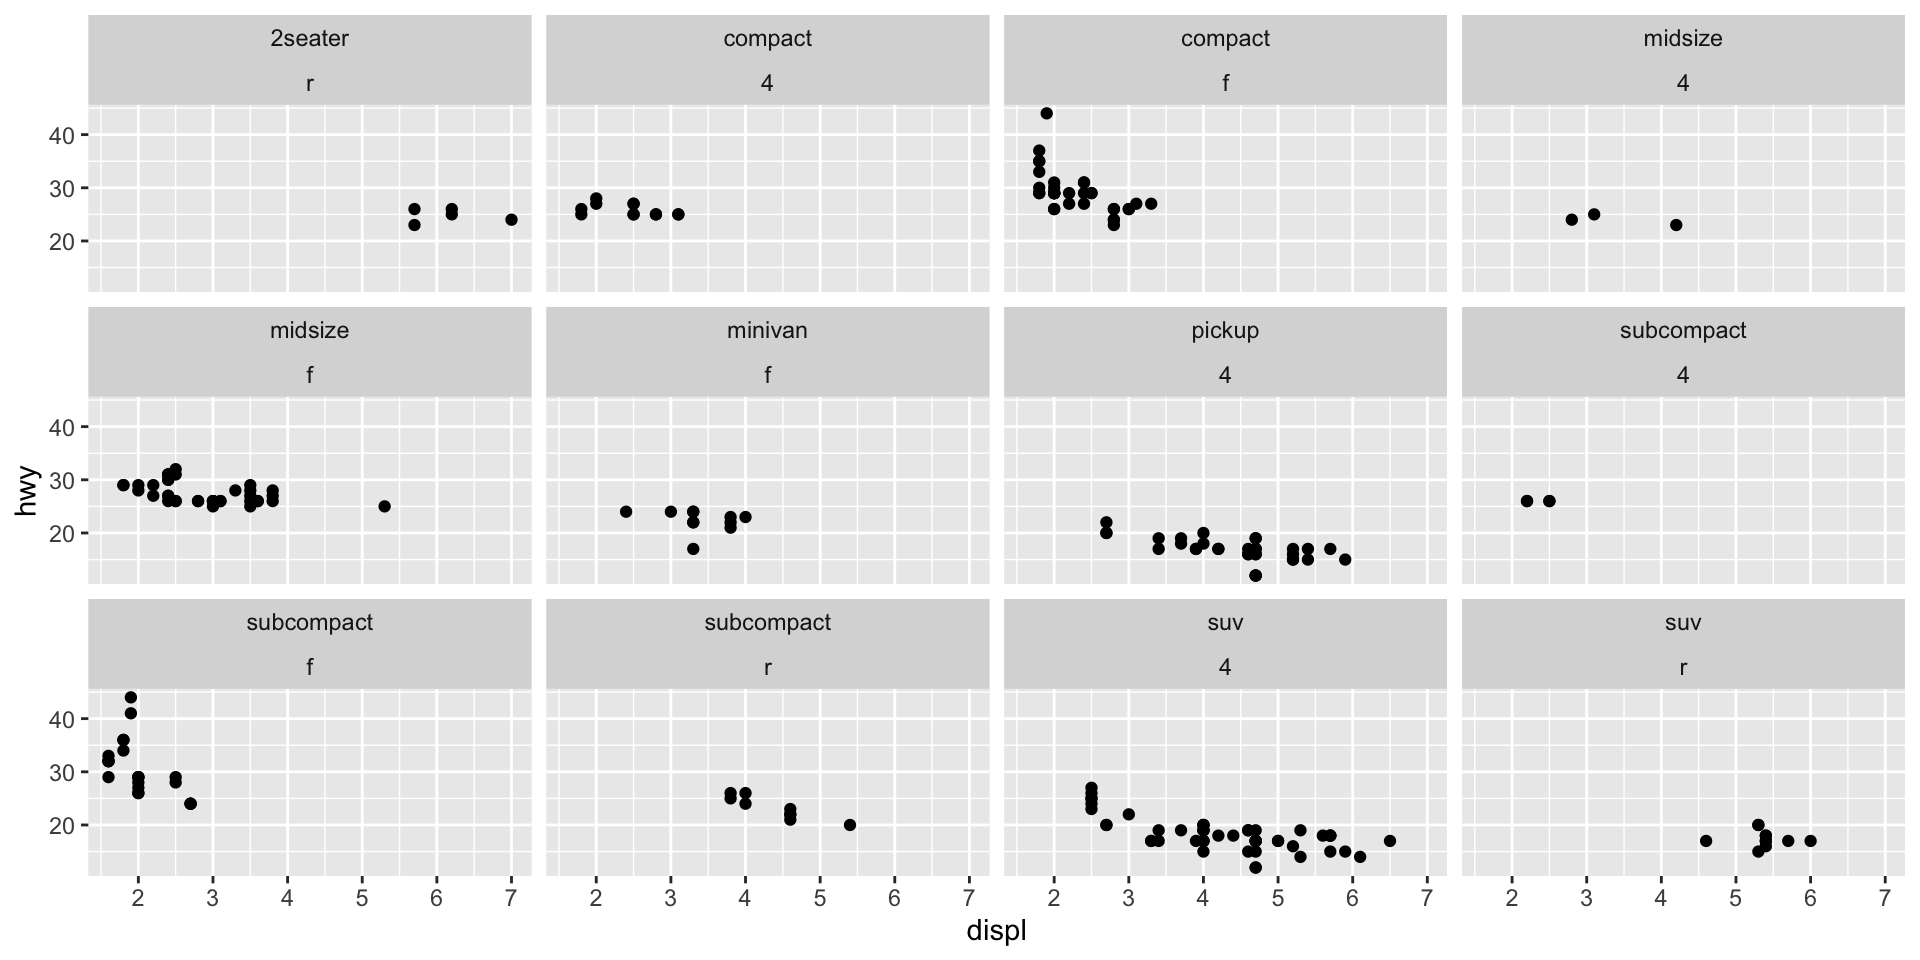 2seater compact compact midsize
r 4 f 4
40
30
20
midsize minivan pickup subcompact
f f 4 4
40
30
20
hwy
subcompact subcompact suv suv
f r 4 r
40
30
20
2 3 4 5 6 7 2 3 4 5 6 7 2 3 4 5 6 7 2 3 4 5 6 7
displ